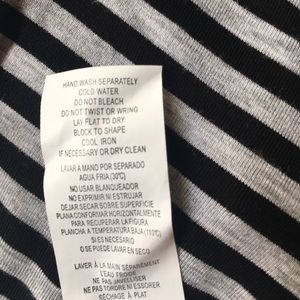 HAND WASH SEPARATELY
COLD WATER
DO NOT BLEACH
DO NOT TWIST OR WRING
LAY FLAT TO DRY
BLOCK TO SHAPE
COOL IRON
IF NECESSARY OR DRY CLEAN
LAVAR A MANO POR SEPARADO
AGUA FRIA (30°C)
NO USAR BLANQUEADOR
NO EXPRIMIR NI ESTRUJAR
DEJAR SECAR SOBRE SUPERFICIE
PLANA CONFORMAR HORIZONTALMENTE
PARA RECUPERAR LA FIGURA
PLANCHA A TEMPERATURA BAJA (110°C)
SI ES NECESARIO
O SE PUEDE LAVAR EN SECO
LAVER À LA MAIN SÉPARÉMENT
L'EAU FROIDE
NE PAS JAVELLISER
NE PAS TORDRE NI ESSORER
SÉCHAGE À PLAT